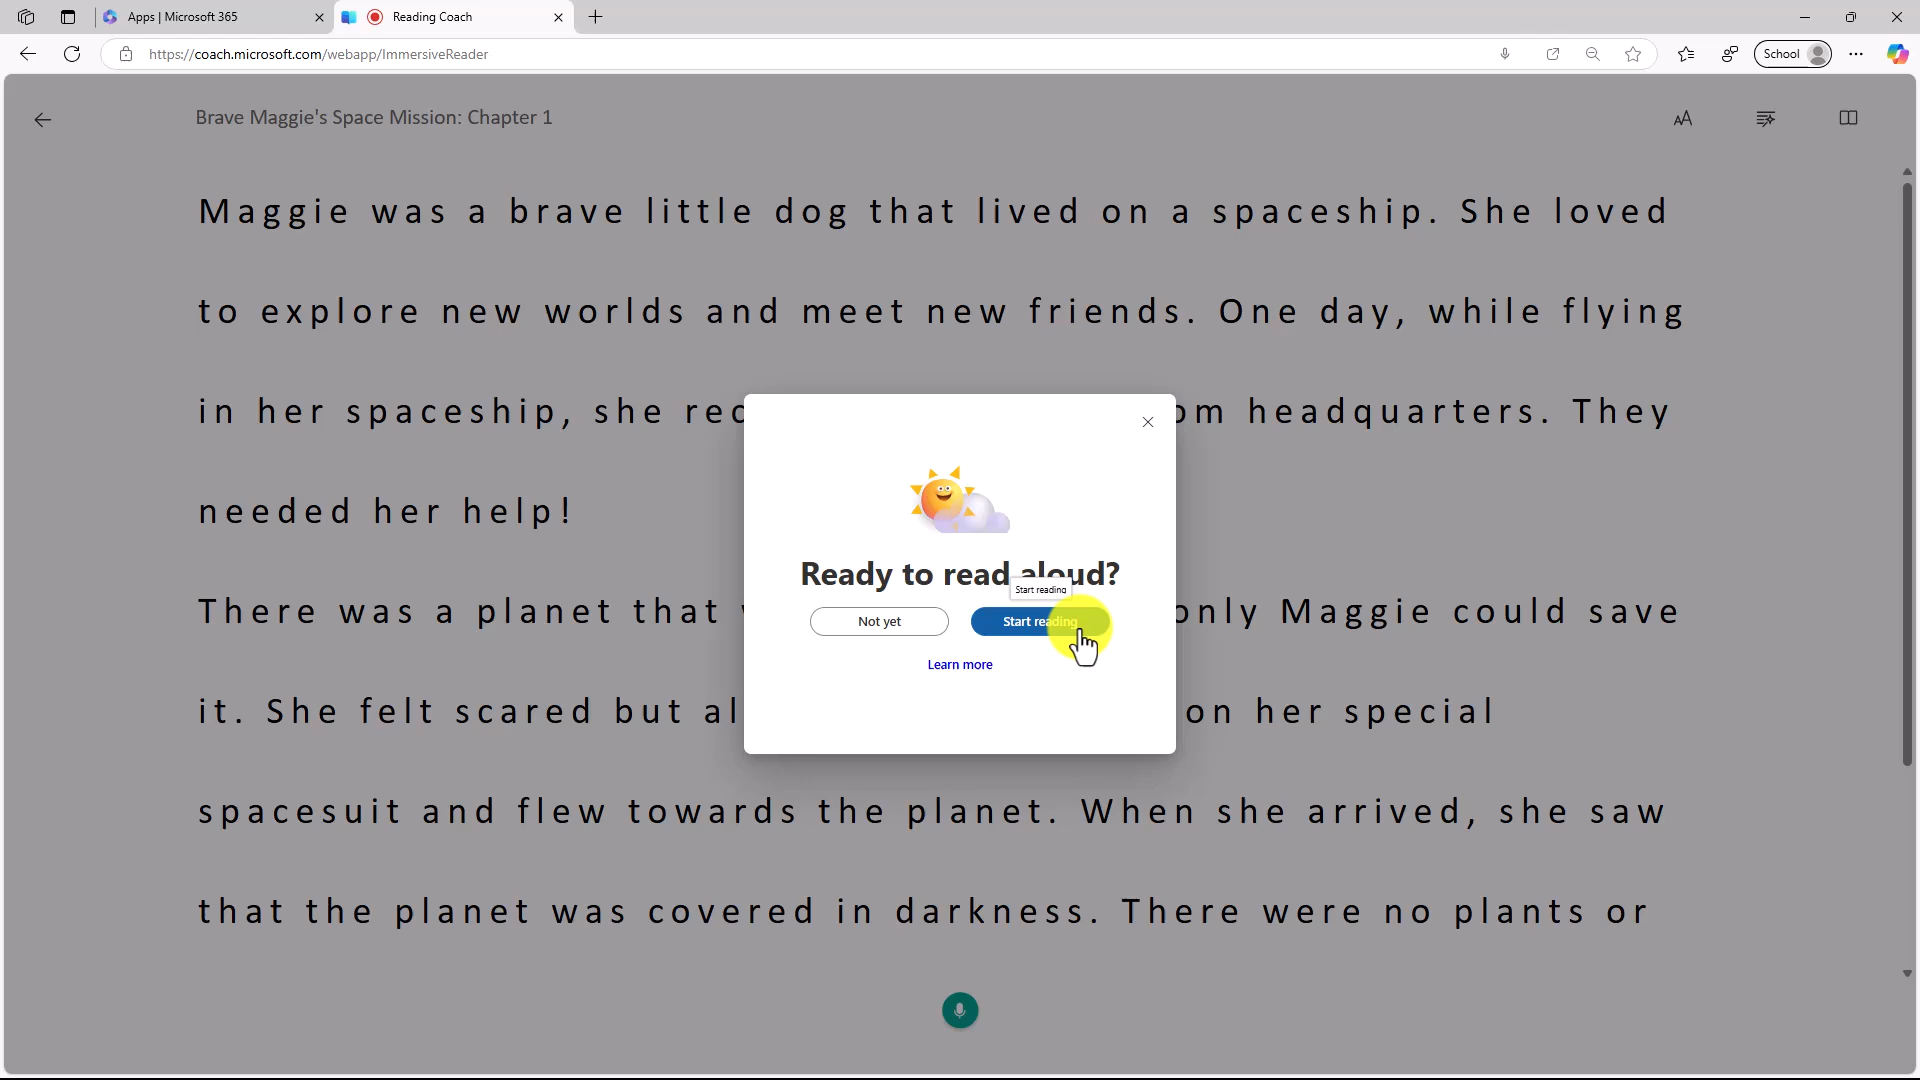 Apps | Microsoft 365
Reading Coach
https://coach.microsoft.com/webapp/ImmersiveReader
School
Brave Maggie's Space Mission: Chapter 1
AA
Maggie was a brave little dog that lived on a spaceship. She loved
to explore new worlds and meet new friends. One day, while flying
in her spaceship, she rec om headquarters. They
needed her help!
There was a planet that only Maggie could save
it. She felt scared but al on her special
spacesuit and flew towards the planet. When she arrived, she saw
that the planet was covered in darkness. There were no plants or
Ready to read aloud?
Start reading
Not yet
Start reading
Learn more